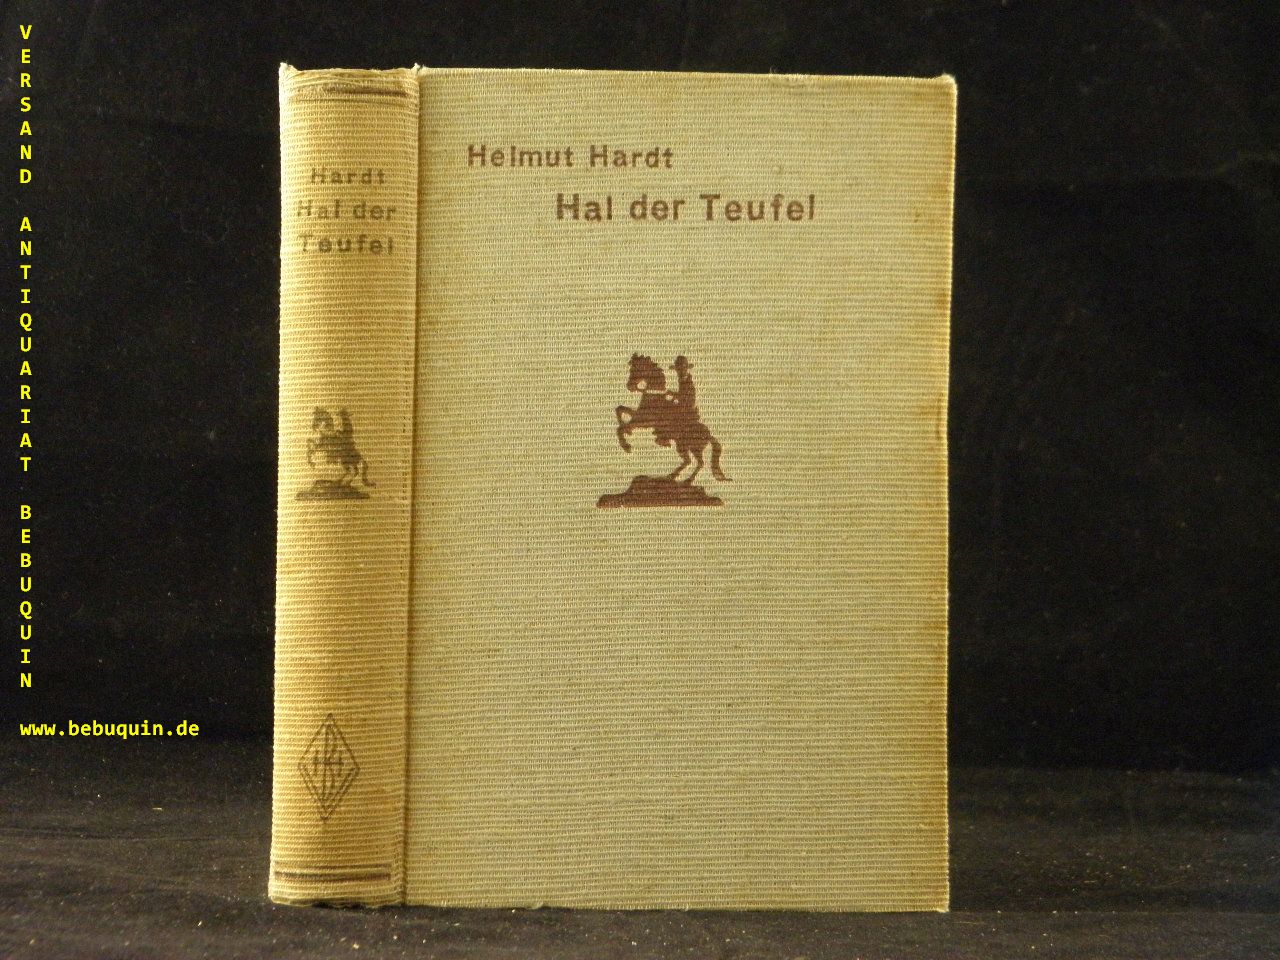 VERSAND ANTIQUARIAT BEBUQUIN
www.bebuquin.de
Hardt
Hal der
Teufel
Helmut Hardt
Hal der Teufel